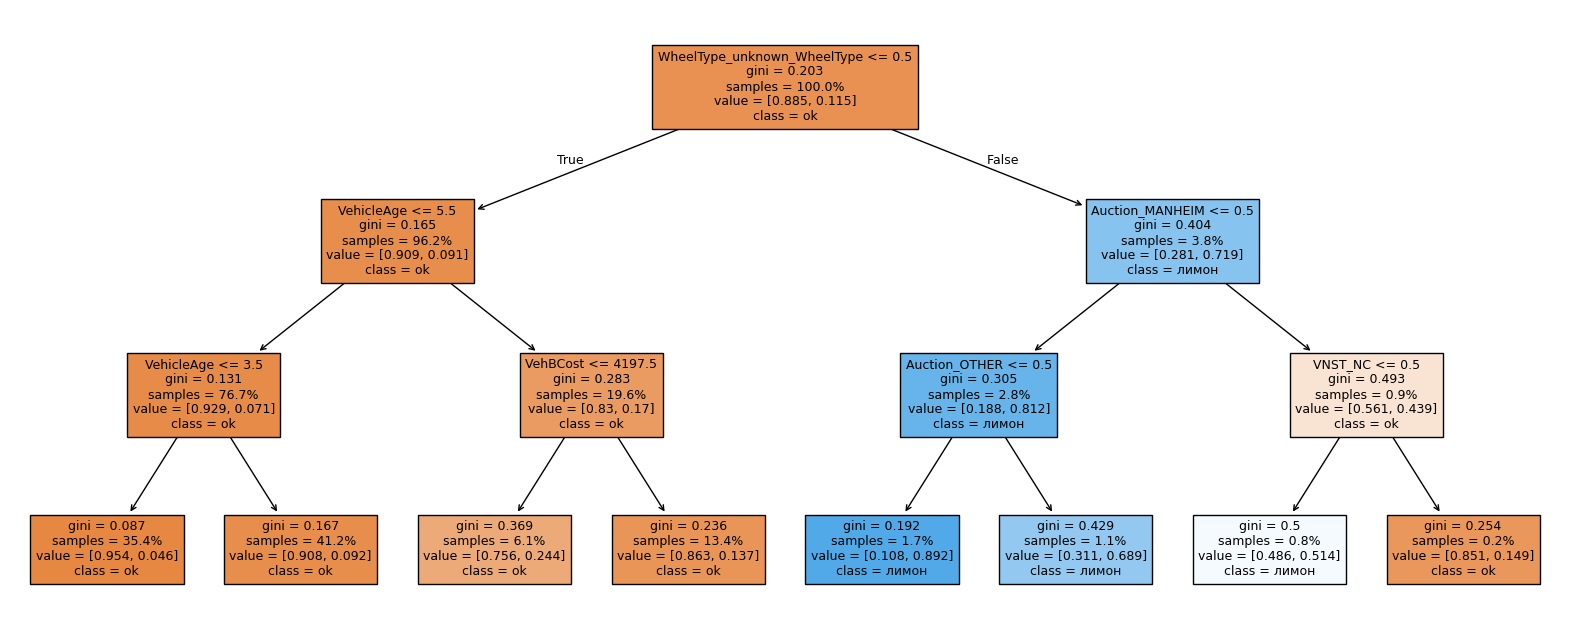 WheelType_unknown_WheelType <= 0.5
gini = 0.203
samples = 100.0%
value = [0.885, 0.115]
class = ok
True
False
VehicleAge <= 5.5
gini = 0.165
samples = 96.2%
value = [0.909, 0.091]
class = ok
Auction_MANHEIM <= 0.5
gini = 0.404
samples = 3.8%
value = [0.281, 0.719]
class = лимон
VehicleAge <= 3.5
gini = 0.131
samples = 76.7%
value = [0.929, 0.071]
class = ok
VehBCost <= 4197.5
gini = 0.283
samples = 19.6%
value = [0.83, 0.17]
class = ok
Auction_OTHER <= 0.5
gini = 0.305
samples = 2.8%
value = [0.188, 0.812]
class = лимон
VNST_NC <= 0.5
gini = 0.493
samples = 0.9%
value = [0.561, 0.439]
class = ok
gini = 0.087
samples = 35.4%
value = [0.954, 0.046]
class = ok
gini = 0.167
samples = 41.2%
value = [0.908, 0.092]
class = ok
gini = 0.369
samples = 6.1%
value = [0.756, 0.244]
class = ok
gini = 0.236
samples = 13.4%
value = [0.863, 0.137]
class = ok
gini = 0.192
samples = 1.7%
value = [0.108, 0.892]
class = лимон
gini = 0.429
samples = 1.1%
value = [0.311, 0.689]
class = лимон
gini = 0.5
samples = 0.8%
value = [0.486, 0.514]
class = лимон
gini = 0.254
samples = 0.2%
value = [0.851, 0.149]
class = ok